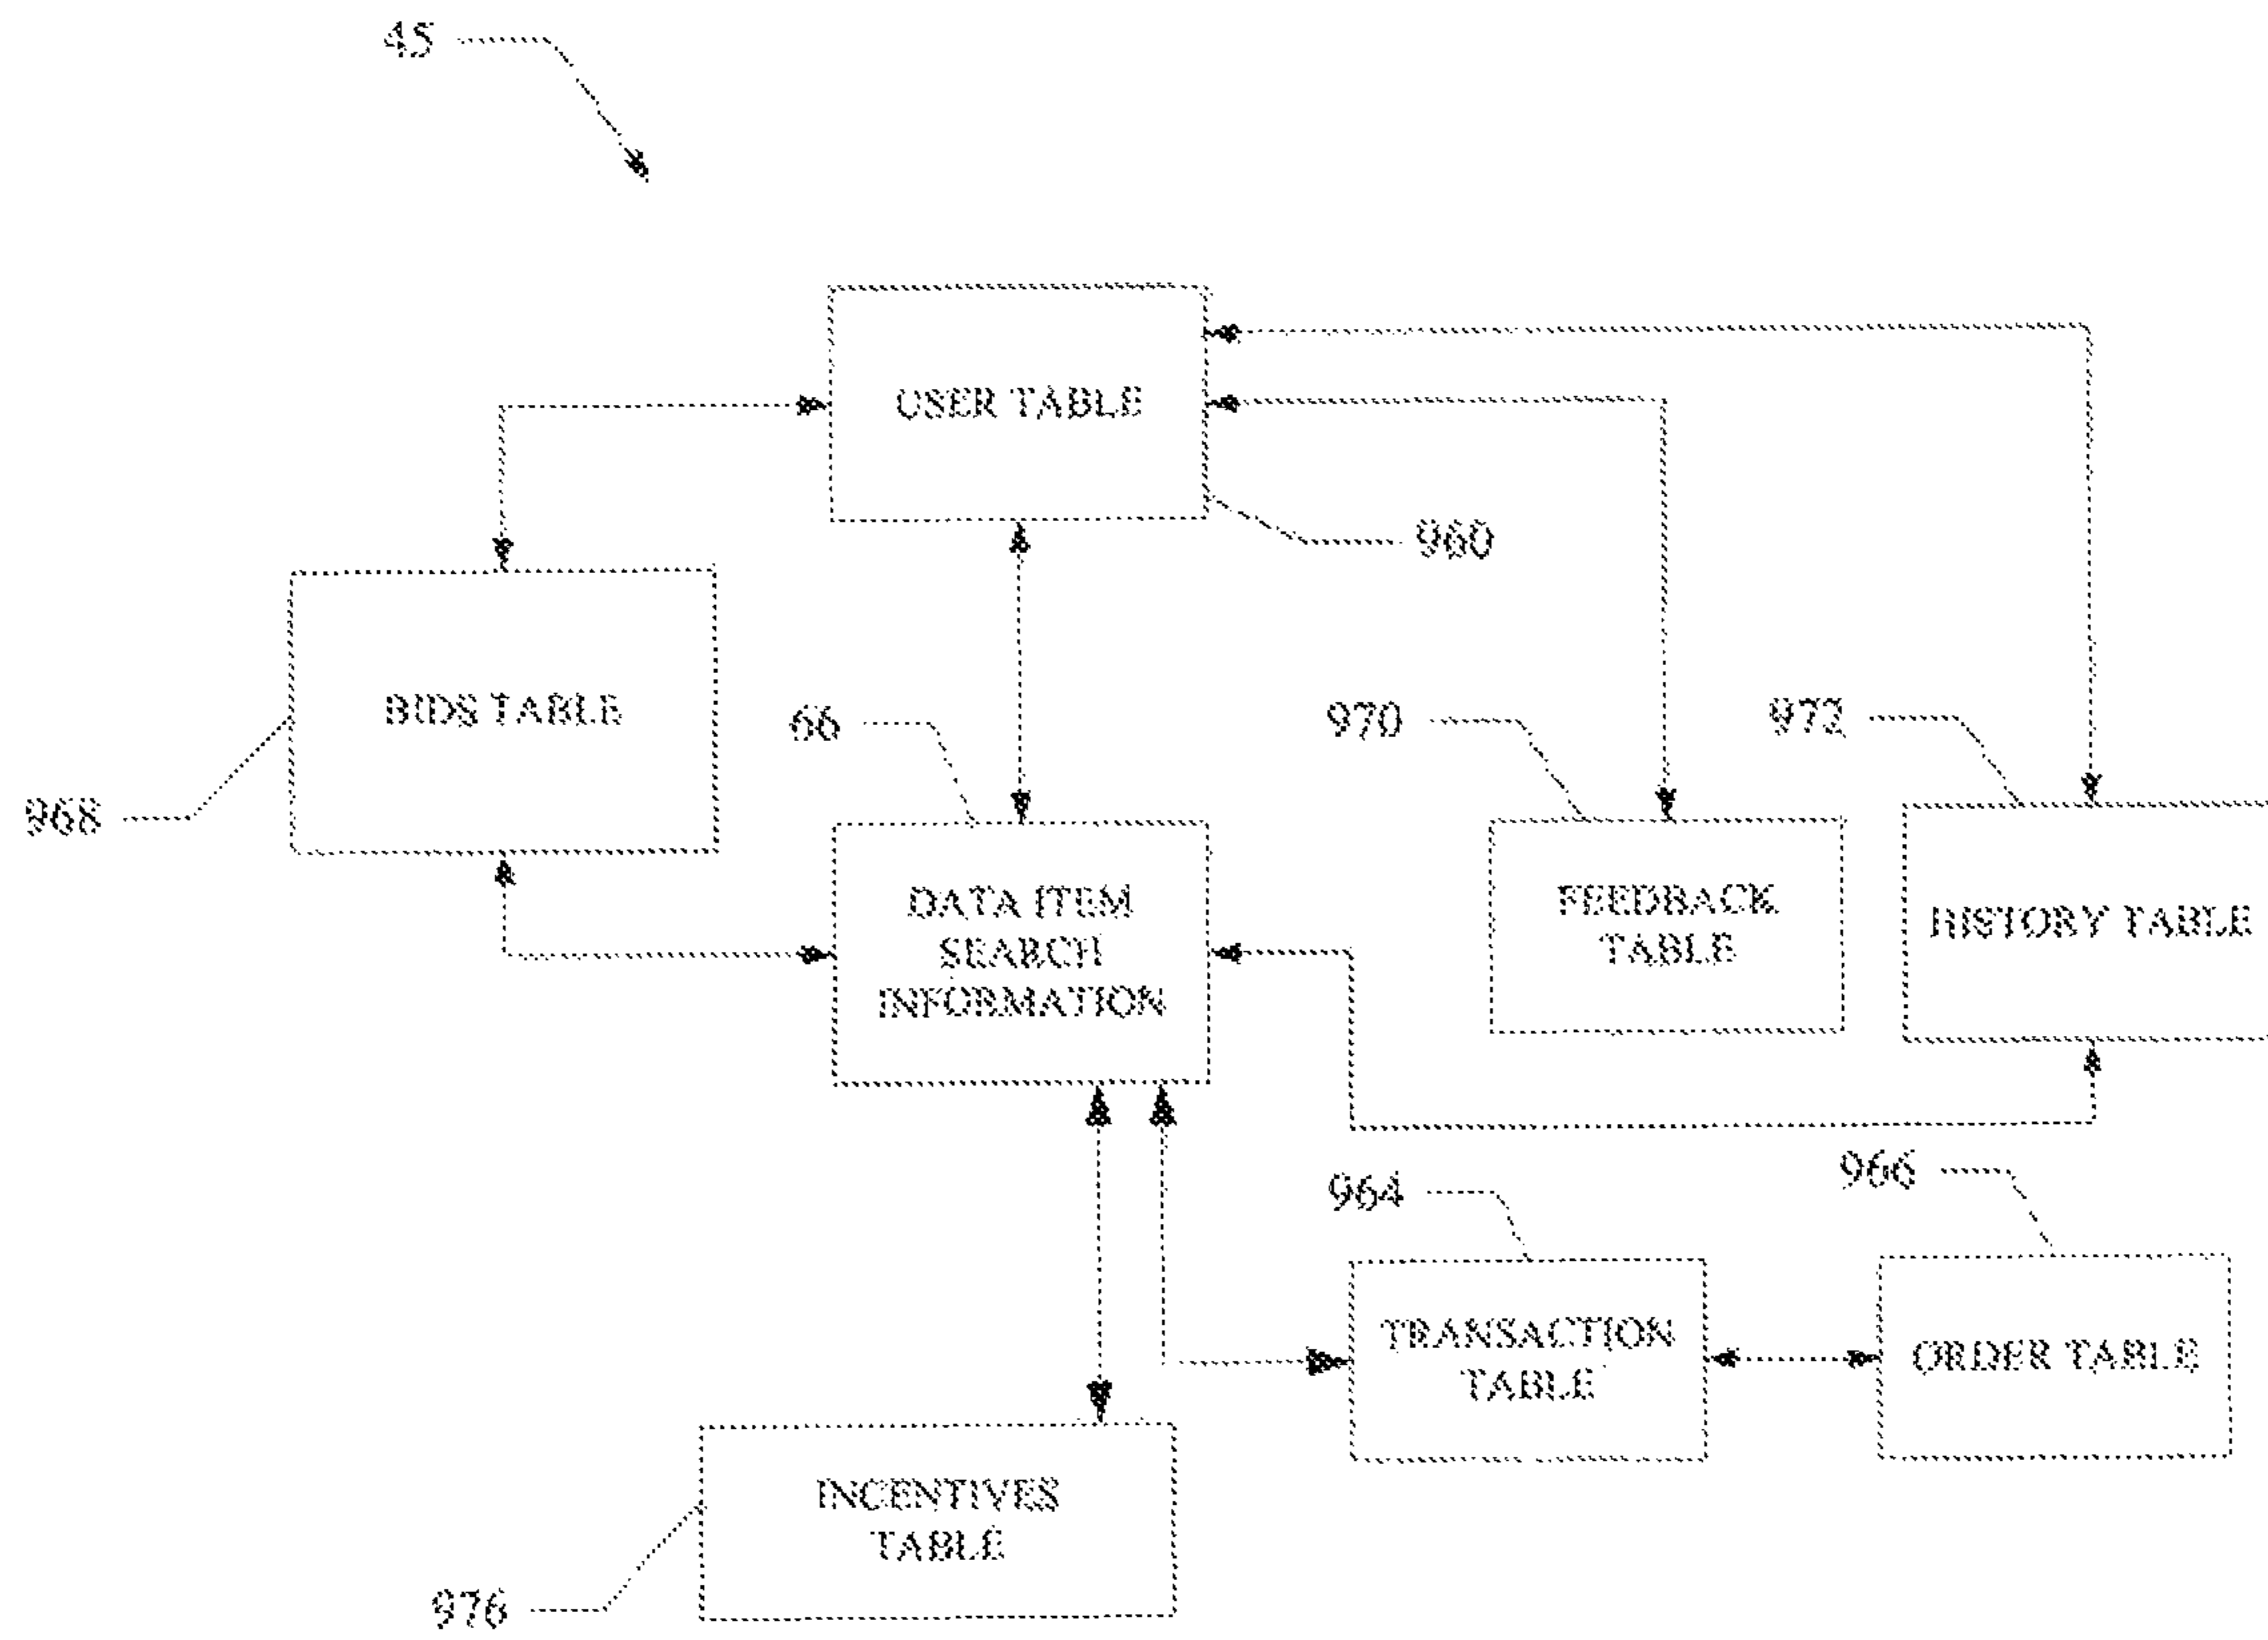 45
USER TABLE
960
BIDS TABLE
66
970
972
968
DATA ITEM
SEARCH
INFORMATION
FEEDBACK
TABLE
HISTORY TABLE
964
966
TRANSACTION
TABLE
ORDER TABLE
INCENTIVES
TABLE
976